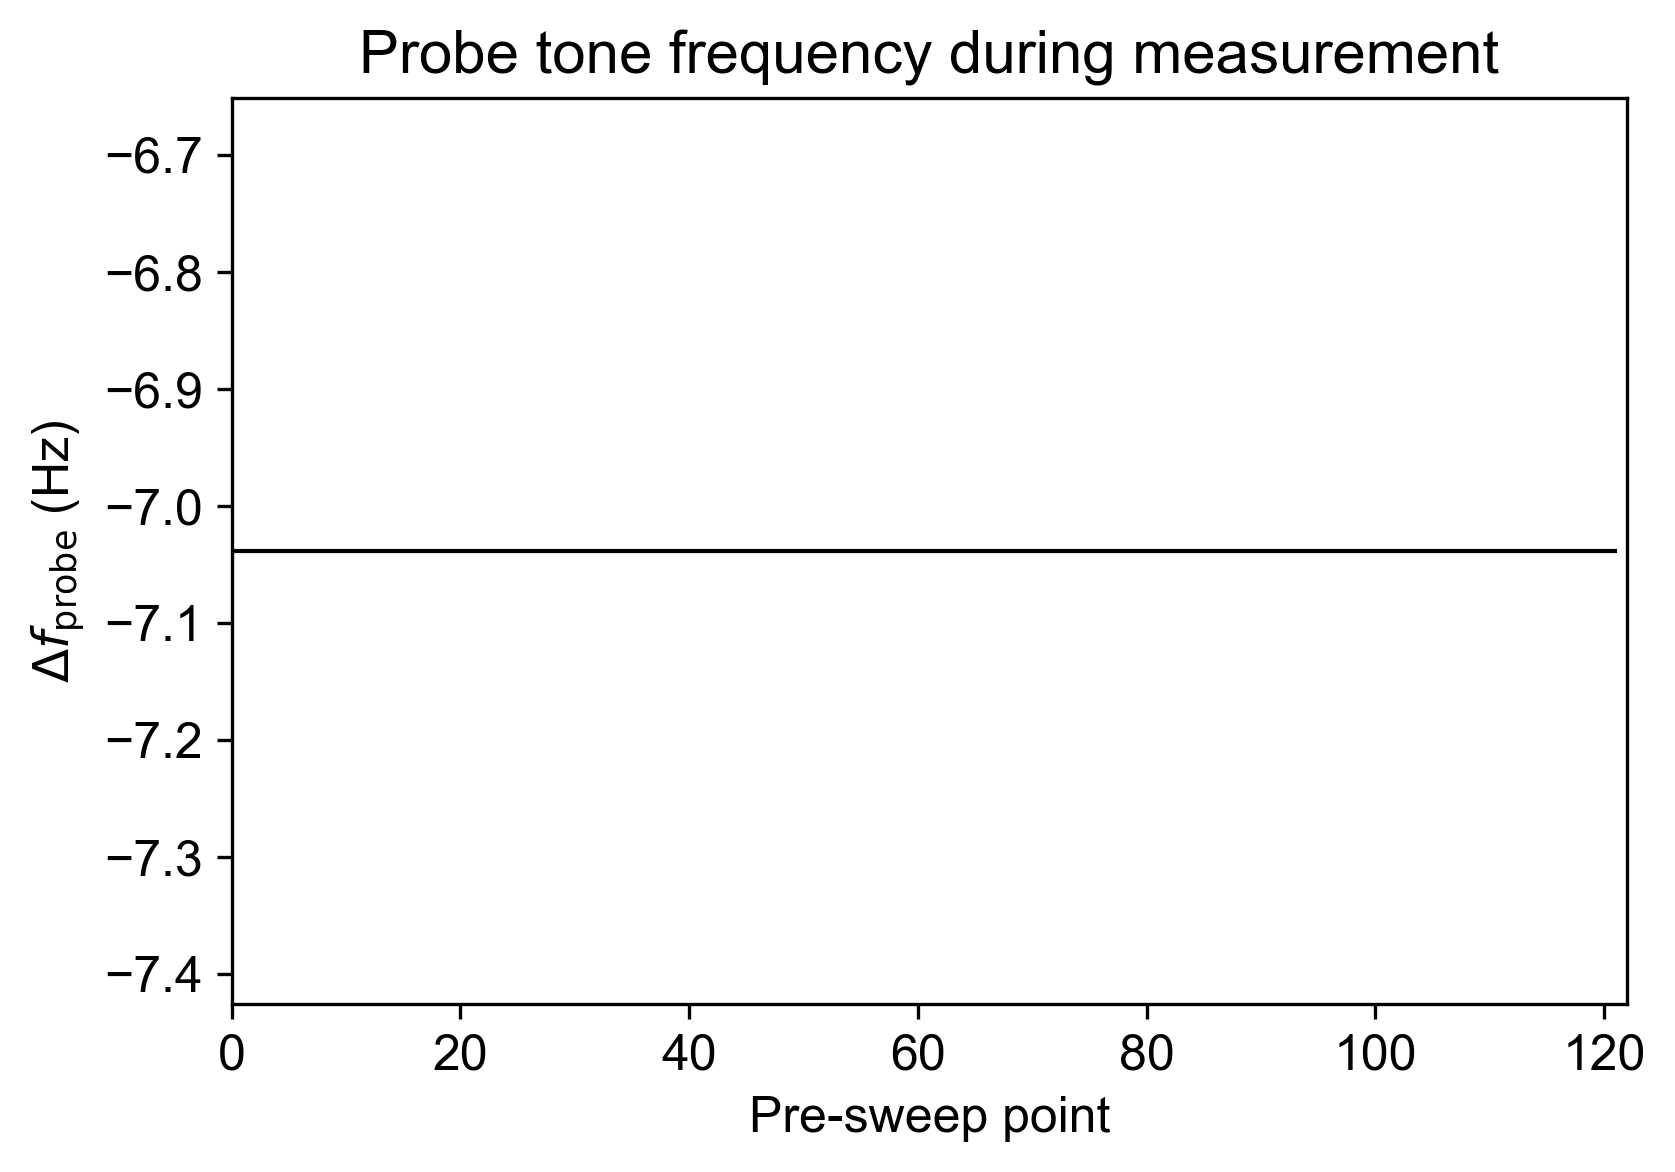 Probe tone frequency during measurement
−6.7
−6.8
−6.9
−7.0
−7.1
−7.2
−7.3
−7.4
Δf_probe (Hz)
0 20 40 60 80 100 120
Pre-sweep point